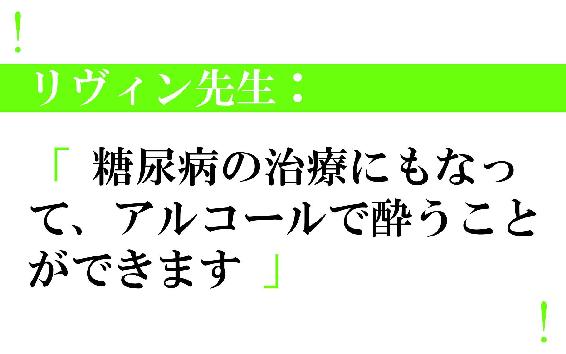 !
リヴィン先生：
「 糖尿病の治療にもなっ
て、アルコールで酔うこと
ができます 」
!